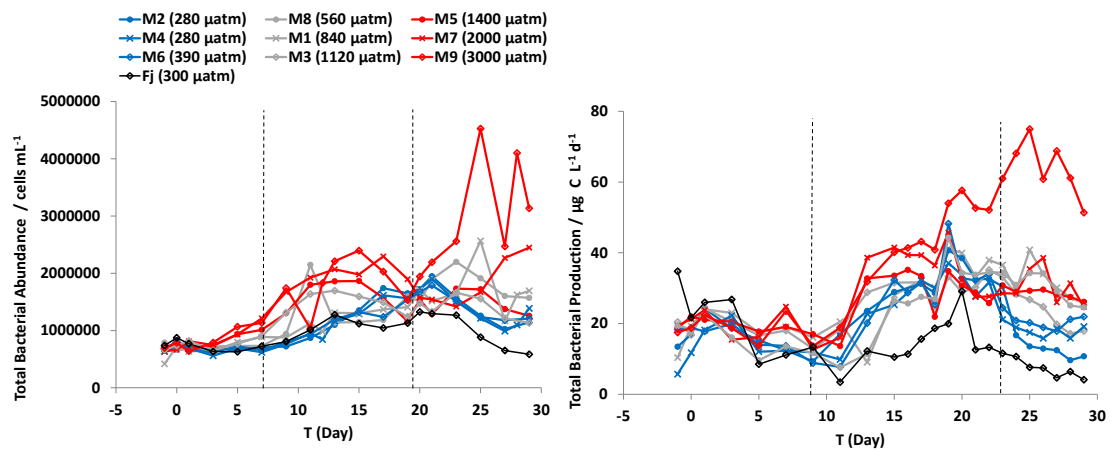 M2 (280 µatm) M8 (560 µatm) M5 (1400 µatm)
M4 (280 µatm) M1 (840 µatm) M7 (2000 µatm)
M6 (390 µatm) M3 (1120 µatm) M9 (3000 µatm)
Fj (300 µatm)
Total Bacterial Abundance / cells mL⁻¹
5000000
4000000
3000000
2000000
1000000
0
-5 0 5 10 15 20 25 30
T (Day)
Total Bacterial Production / µg C L⁻¹ d⁻¹
80
60
40
20
0
-5 0 5 10 15 20 25 30
T (Day)